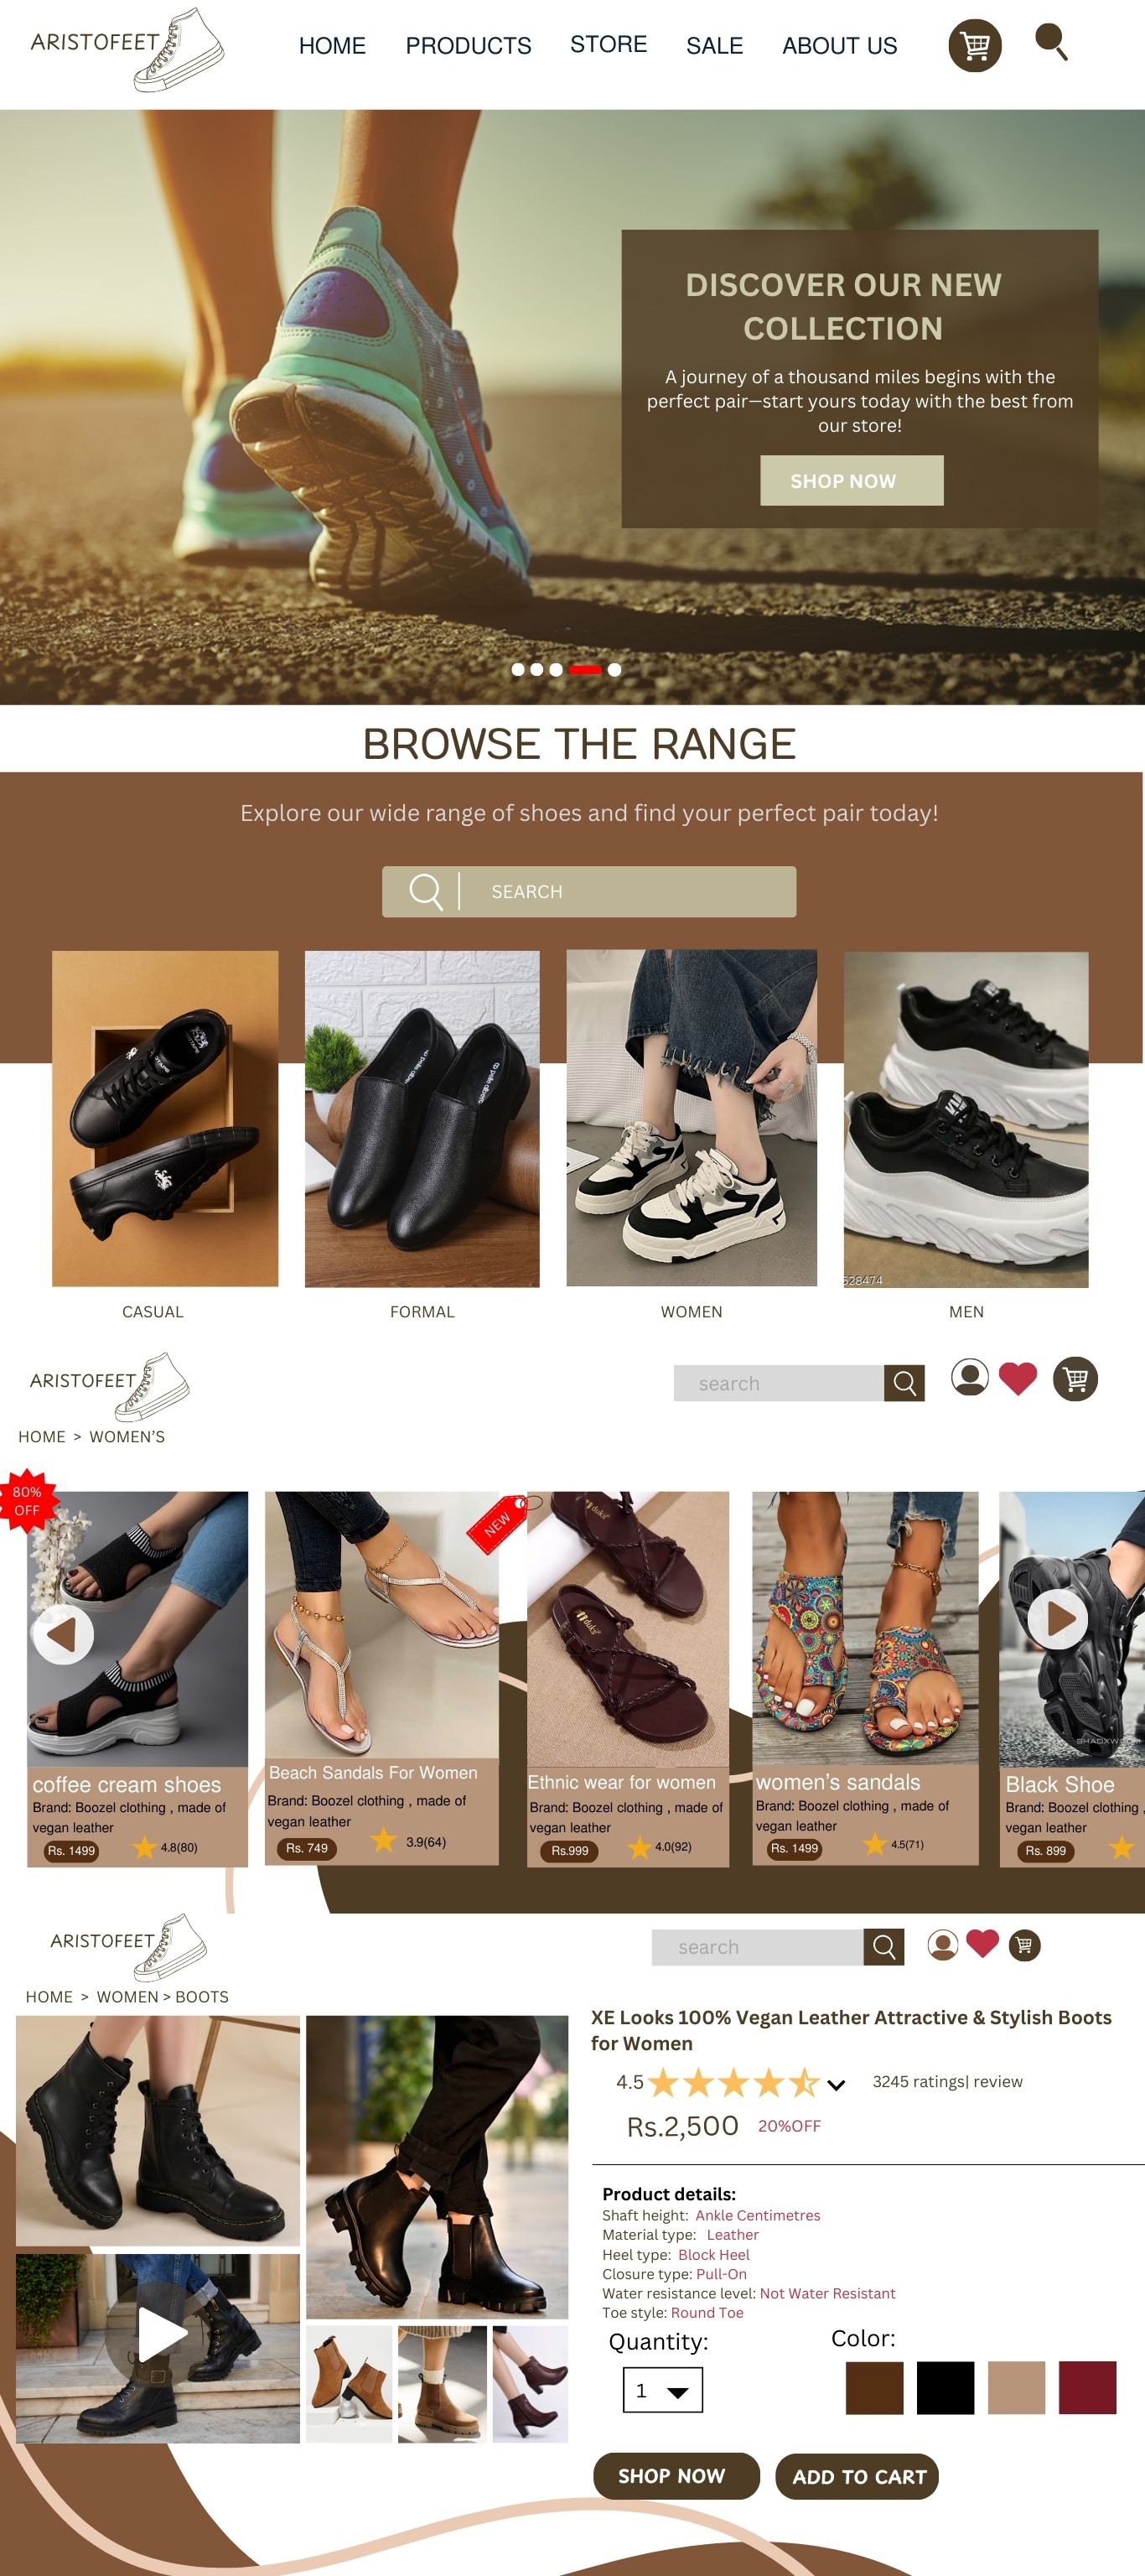 ARISTOFEET
HOME PRODUCTS STORE SALE ABOUT US
DISCOVER OUR NEW
COLLECTION
A journey of a thousand miles begins with the
perfect pair—start yours today with the best from
our store!
SHOP NOW
BROWSE THE RANGE
Explore our wide range of shoes and find your perfect pair today!
SEARCH
528474
CASUAL FORMAL WOMEN MEN
ARISTOFEET
search
HOME > WOMEN'S
80%
OFF
NEW
duke
duke
coffee cream shoes
Brand: Boozel clothing , made of
vegan leather
Rs. 1499 4.8(80)
Beach Sandals For Women
Brand: Boozel clothing , made of
vegan leather
Rs. 749 3.9(64)
Ethnic wear for women
Brand: Boozel clothing , made of
vegan leather
Rs.999 4.0(92)
women's sandals
Brand: Boozel clothing , made of
vegan leather
Rs. 1499 4.5(71)
Black Shoe
Brand: Boozel clothing ,
vegan leather
Rs. 899
ARISTOFEET
search
HOME > WOMEN > BOOTS
XE Looks 100% Vegan Leather Attractive & Stylish Boots
for Women
4.5 3245 ratings| review
Rs.2,500 20%OFF
Product details:
Shaft height: Ankle Centimetres
Material type: Leather
Heel type: Block Heel
Closure type: Pull-On
Water resistance level: Not Water Resistant
Toe style: Round Toe
Quantity: Color:
1
SHOP NOW ADD TO CART